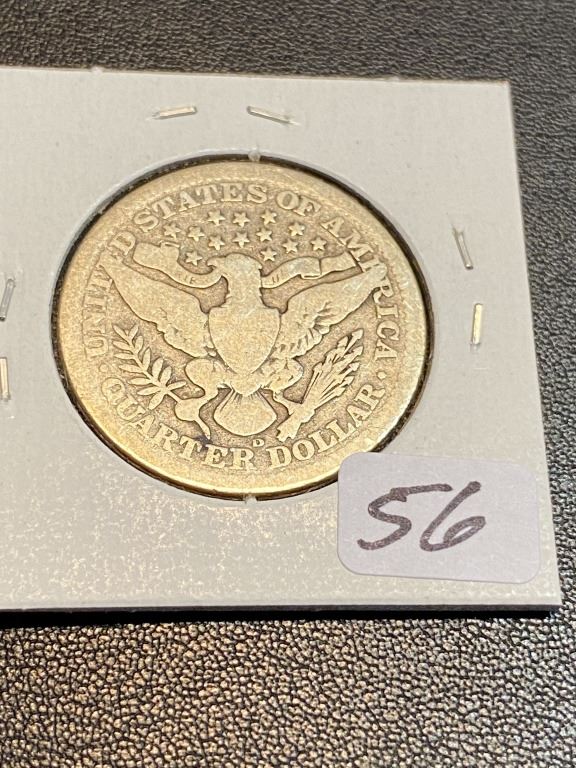 UNITED STATES OF AMERICA
D
· QUARTER DOLLAR ·
56